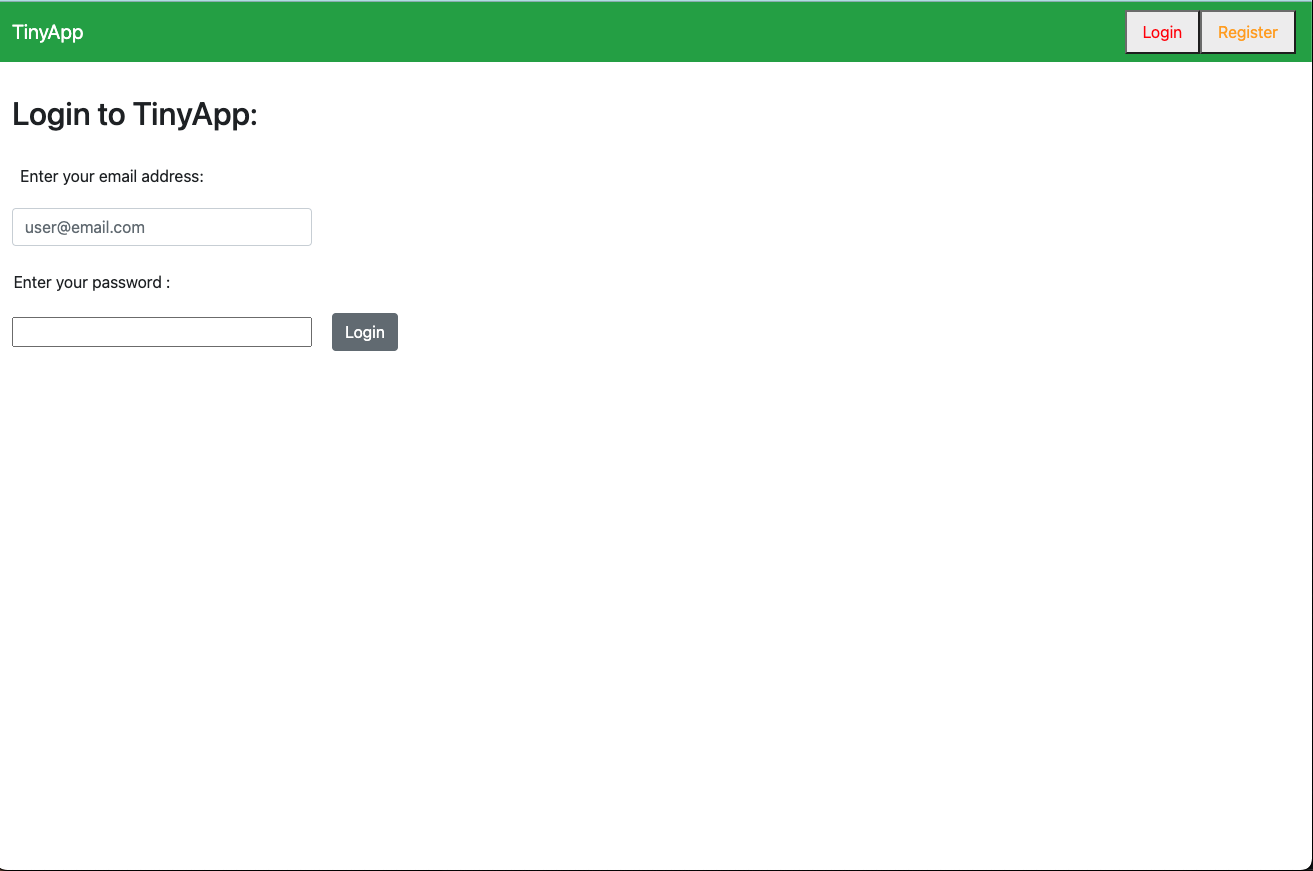 TinyApp
Login
Register
Login to TinyApp:
Enter your email address:
user@email.com
Enter your password :
Login